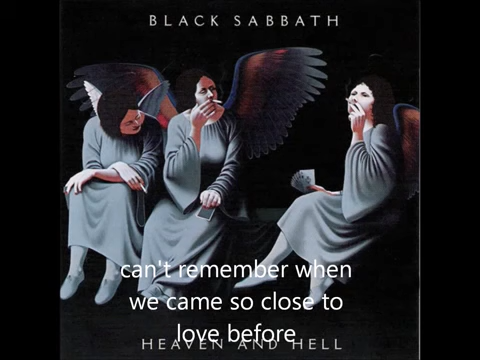 BLACK SABBATH
can't remember when
we came so close to
love before
HEAVEN AND HELL